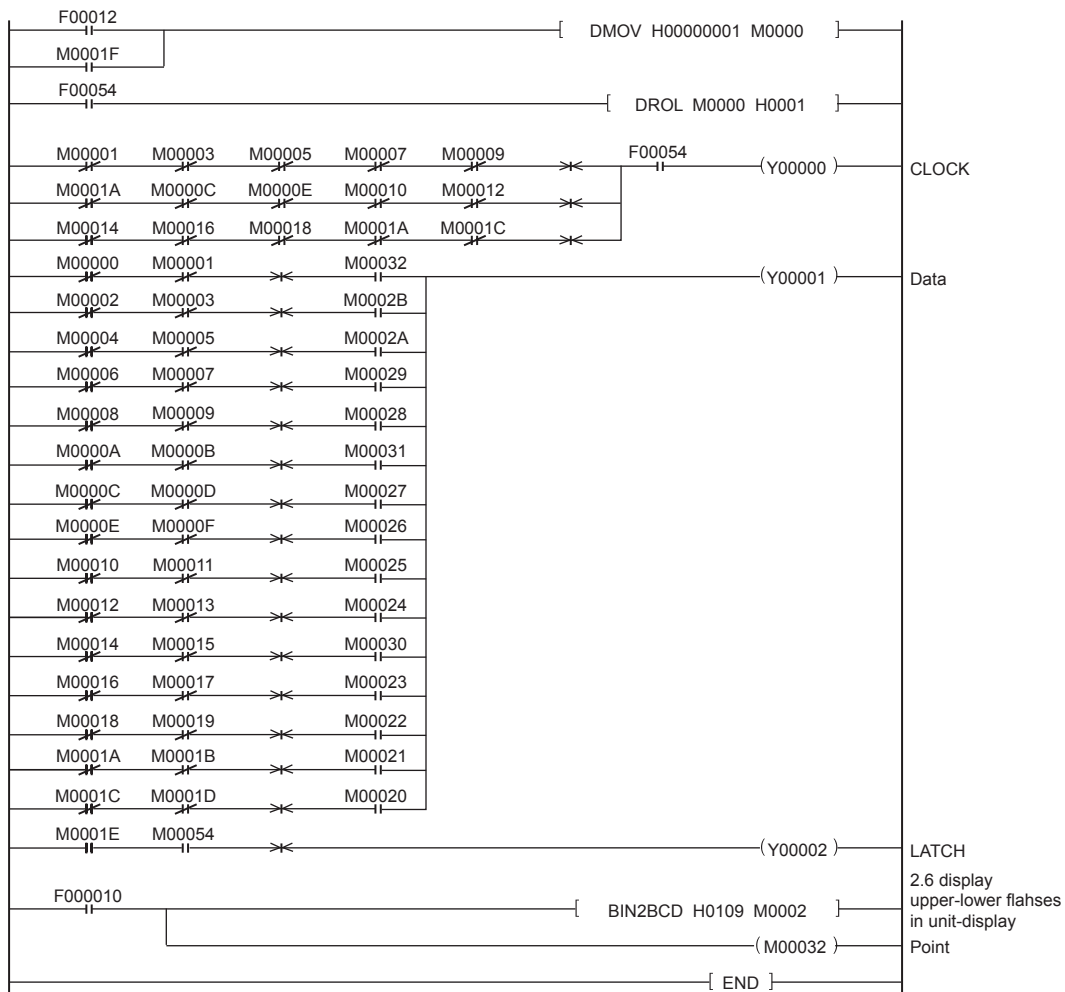 F00012
DMOV H00000001 M0000
M0001F
F00054
DROL M0000 H0001
M00001 M00003 M00005 M00007 M00009 F00054 Y00000 CLOCK
M0001A M0000C M0000E M00010 M00012
M00014 M00016 M00018 M0001A M0001C
M00000 M00001 M00032 Y00001 Data
M00002 M00003 M0002B
M00004 M00005 M0002A
M00006 M00007 M00029
M00008 M00009 M00028
M0000A M0000B M00031
M0000C M0000D M00027
M0000E M0000F M00026
M00010 M00011 M00025
M00012 M00013 M00024
M00014 M00015 M00030
M00016 M00017 M00023
M00018 M00019 M00022
M0001A M0001B M00021
M0001C M0001D M00020
M0001E M00054 Y00002 LATCH
F000010
BIN2BCD H0109 M0002
2.6 display
upper-lower flahses
in unit-display
M00032 Point
END